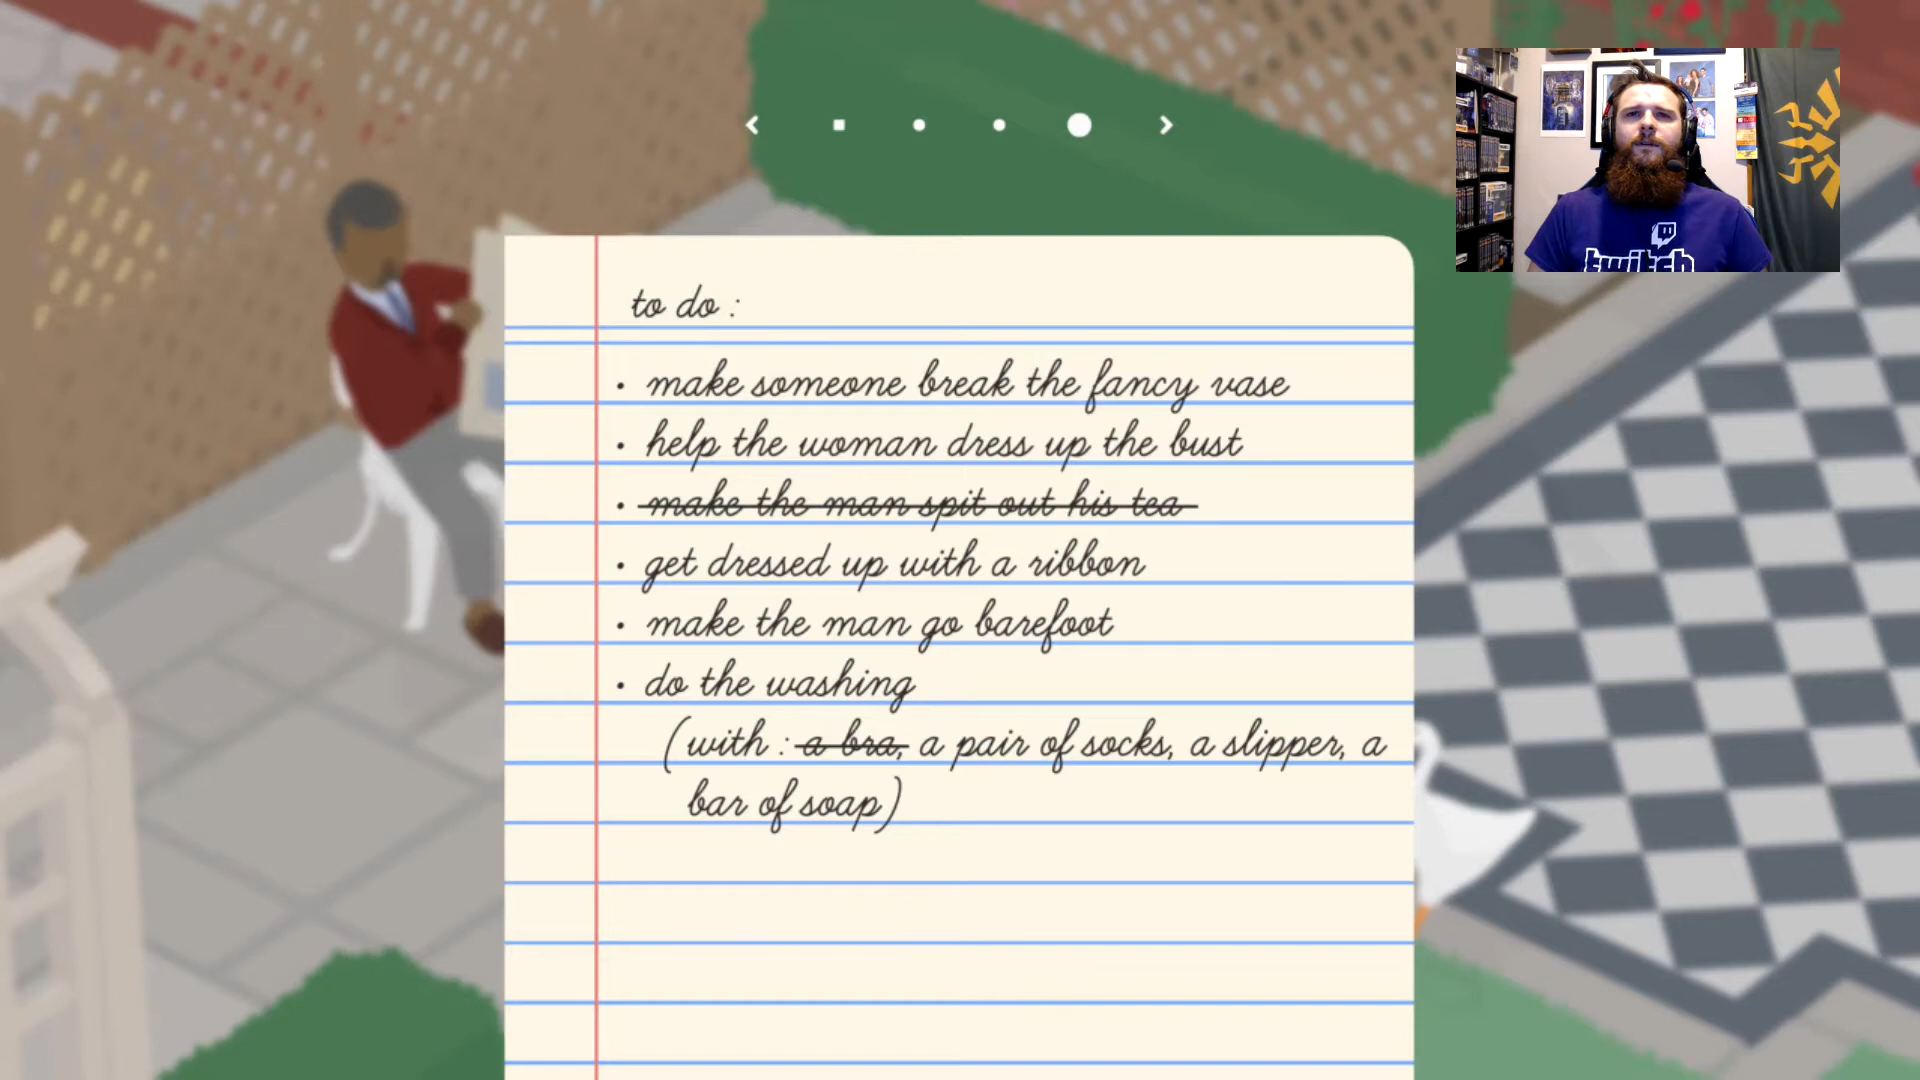 to do :
• make someone break the fancy vase
• help the woman dress up the bust
• make the man spit out his tea
• get dressed up with a ribbon
• make the man go barefoot
• do the washing
(with : a bra, a pair of socks, a slipper, a
bar of soap)
twitch